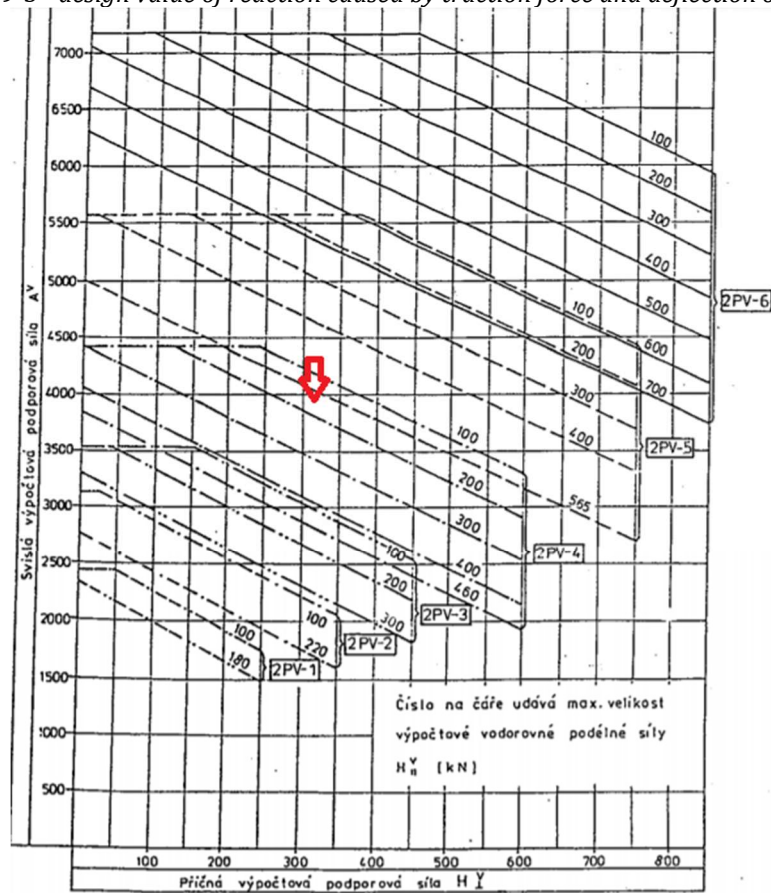 design value of reaction caused by traction force and deflection
7000
6500
6000
5500
5000
4500
4000
3500
3000
2500
2000
1500
1000
500
Svislá výpočtová podporová síla A^v
100
200
300
400
500
600
700
2PV-6
100
200
300
400
565
2PV-5
100
200
300
400
460
2PV-4
100
200
300
2PV-3
100
220
2PV-2
100
180
2PV-1
Číslo na čáře udává max. velikost
výpočtové vodorovné podélné síly
H^v_II [kN]
100 200 300 400 500 600 700 800
Příčná výpočtová podporová síla H^v_⊥